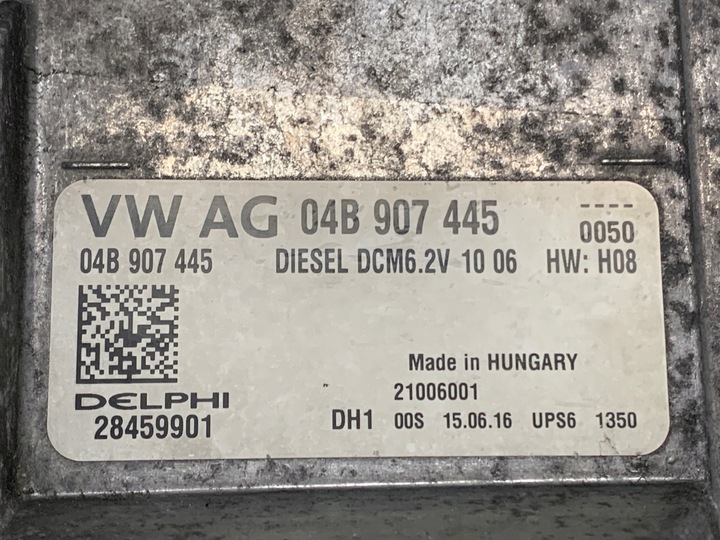 VW AG 04B 907 445 ----
0050
04B 907 445 DIESEL DCM6.2V 10 06 HW: H08
Made in HUNGARY
DELPHI 21006001
28459901 DH1 00S 15.06.16 UPS6 1350